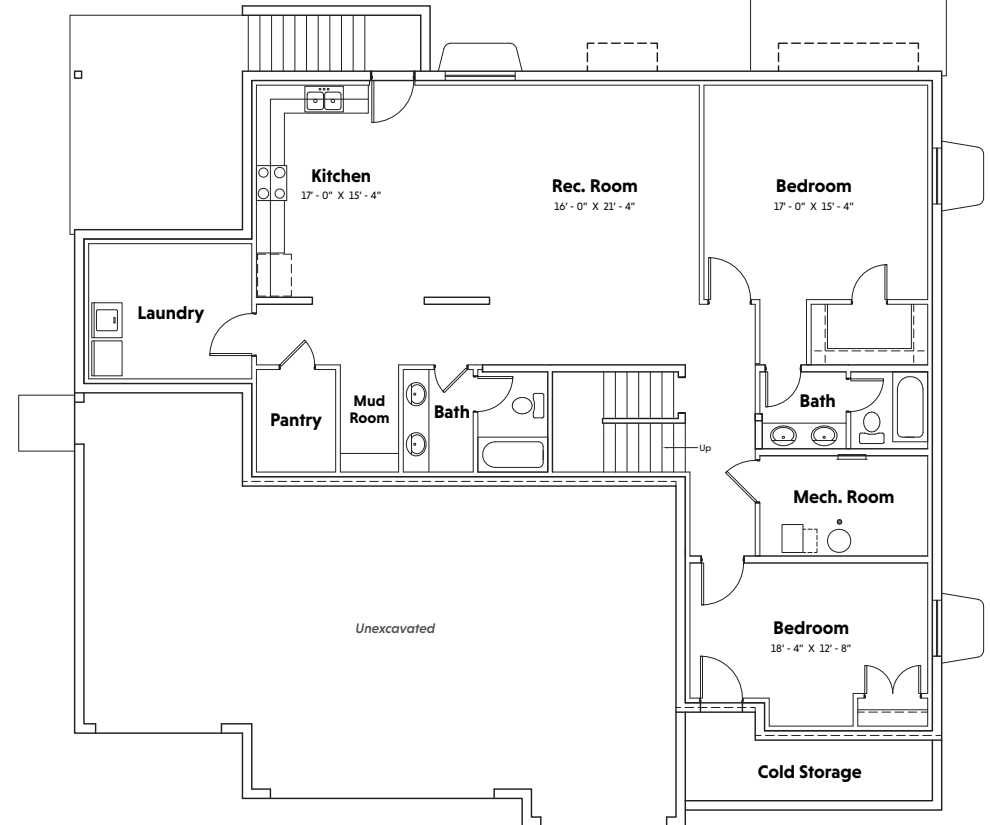 Kitchen
17' - 0" X 15' - 4"
Rec. Room
16' - 0" X 21' - 4"
Bedroom
17' - 0" X 15' - 4"
Laundry
Pantry
Mud
Room
Bath
Up
Bath
Mech. Room
Unexcavated
Bedroom
18' - 4" X 12' - 8"
Cold Storage